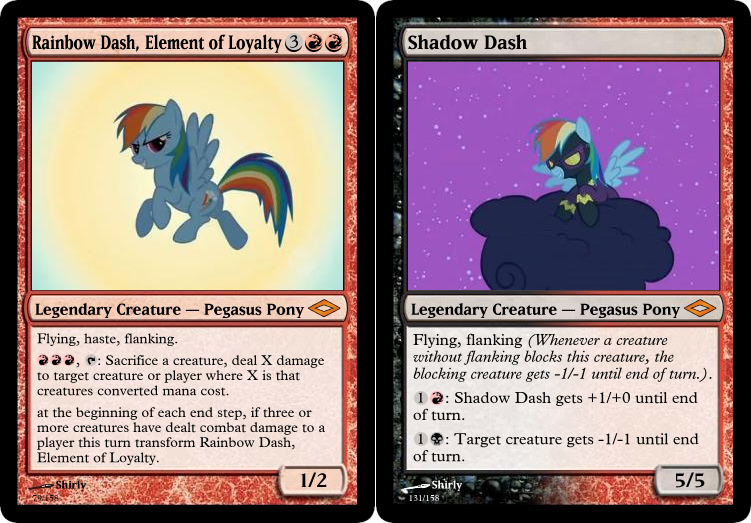 Rainbow Dash, Element of Loyalty 3
Legendary Creature — Pegasus Pony
Flying, haste, flanking.
, : Sacrifice a creature, deal X damage
to target creature or player where X is that
creatures converted mana cost.
at the beginning of each end step, if three or
more creatures have dealt combat damage to a
player this turn transform Rainbow Dash,
Element of Loyalty.
Shirly
1/2
Shadow Dash
Legendary Creature — Pegasus Pony
Flying, flanking (Whenever a creature
without flanking blocks this creature, the
blocking creature gets -1/-1 until end of turn.).
1 : Shadow Dash gets +1/+0 until end
of turn.
1 : Target creature gets -1/-1 until end
of turn.
Shirly
131/158
5/5